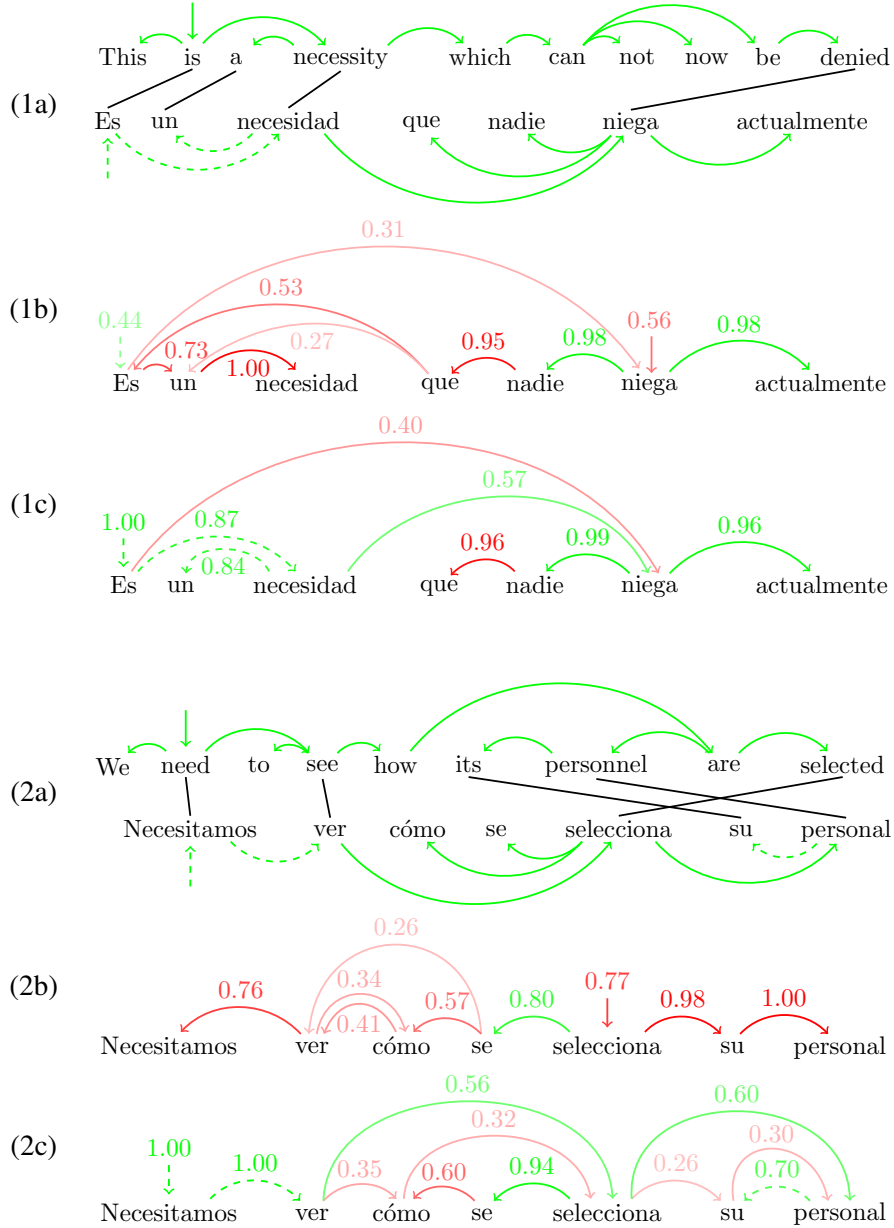 This is a necessity which can not now be denied
(1a)
Es un necesidad que nadie niega actualmente
0.31
0.53
(1b)
0.44 0.73 0.27 0.95 0.98 0.56 0.98
1.00
Es un necesidad que nadie niega actualmente
0.40
(1c)
0.57
1.00 0.87 0.84 0.96 0.99 0.96
Es un necesidad que nadie niega actualmente
We need to see how its personnel are selected
(2a)
Necesitamos ver cómo se selecciona su personal
0.26
(2b)
0.76 0.34 0.41 0.57 0.80 0.77 0.98 1.00
Necesitamos ver cómo se selecciona su personal
0.56 0.60
(2c)
0.32 0.30
1.00 1.00 0.35 0.60 0.94 0.26 0.70
Necesitamos ver cómo se selecciona su personal